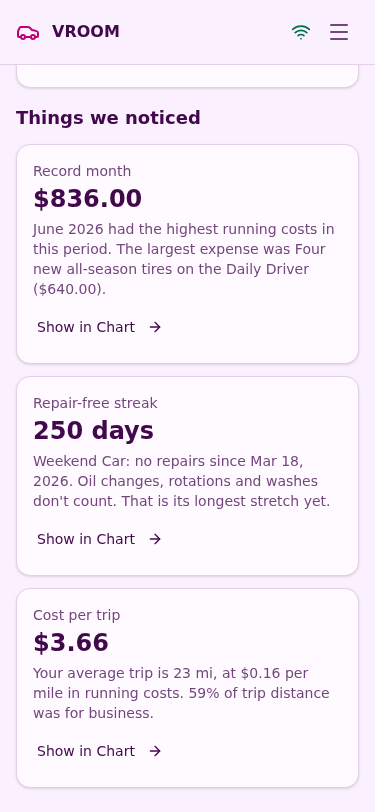 VROOM
Things we noticed
Record month
$836.00
June 2026 had the highest running costs in
this period. The largest expense was Four
new all-season tires on the Daily Driver
($640.00).
Show in Chart
Repair-free streak
250 days
Weekend Car: no repairs since Mar 18,
2026. Oil changes, rotations and washes
don't count. That is its longest stretch yet.
Show in Chart
Cost per trip
$3.66
Your average trip is 23 mi, at $0.16 per
mile in running costs. 59% of trip distance
was for business.
Show in Chart